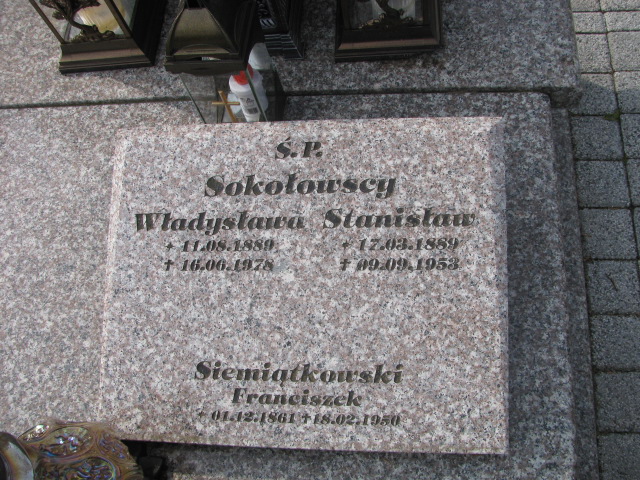 Ś.P.
Sokołowscy
Władysława Stanisław
* 11.08.1889 * 17.03.1889
† 16.06.1978 † 09.09.1953
Siemiątkowski
Franciszek
* 01.12.1861 † 18.02.1950